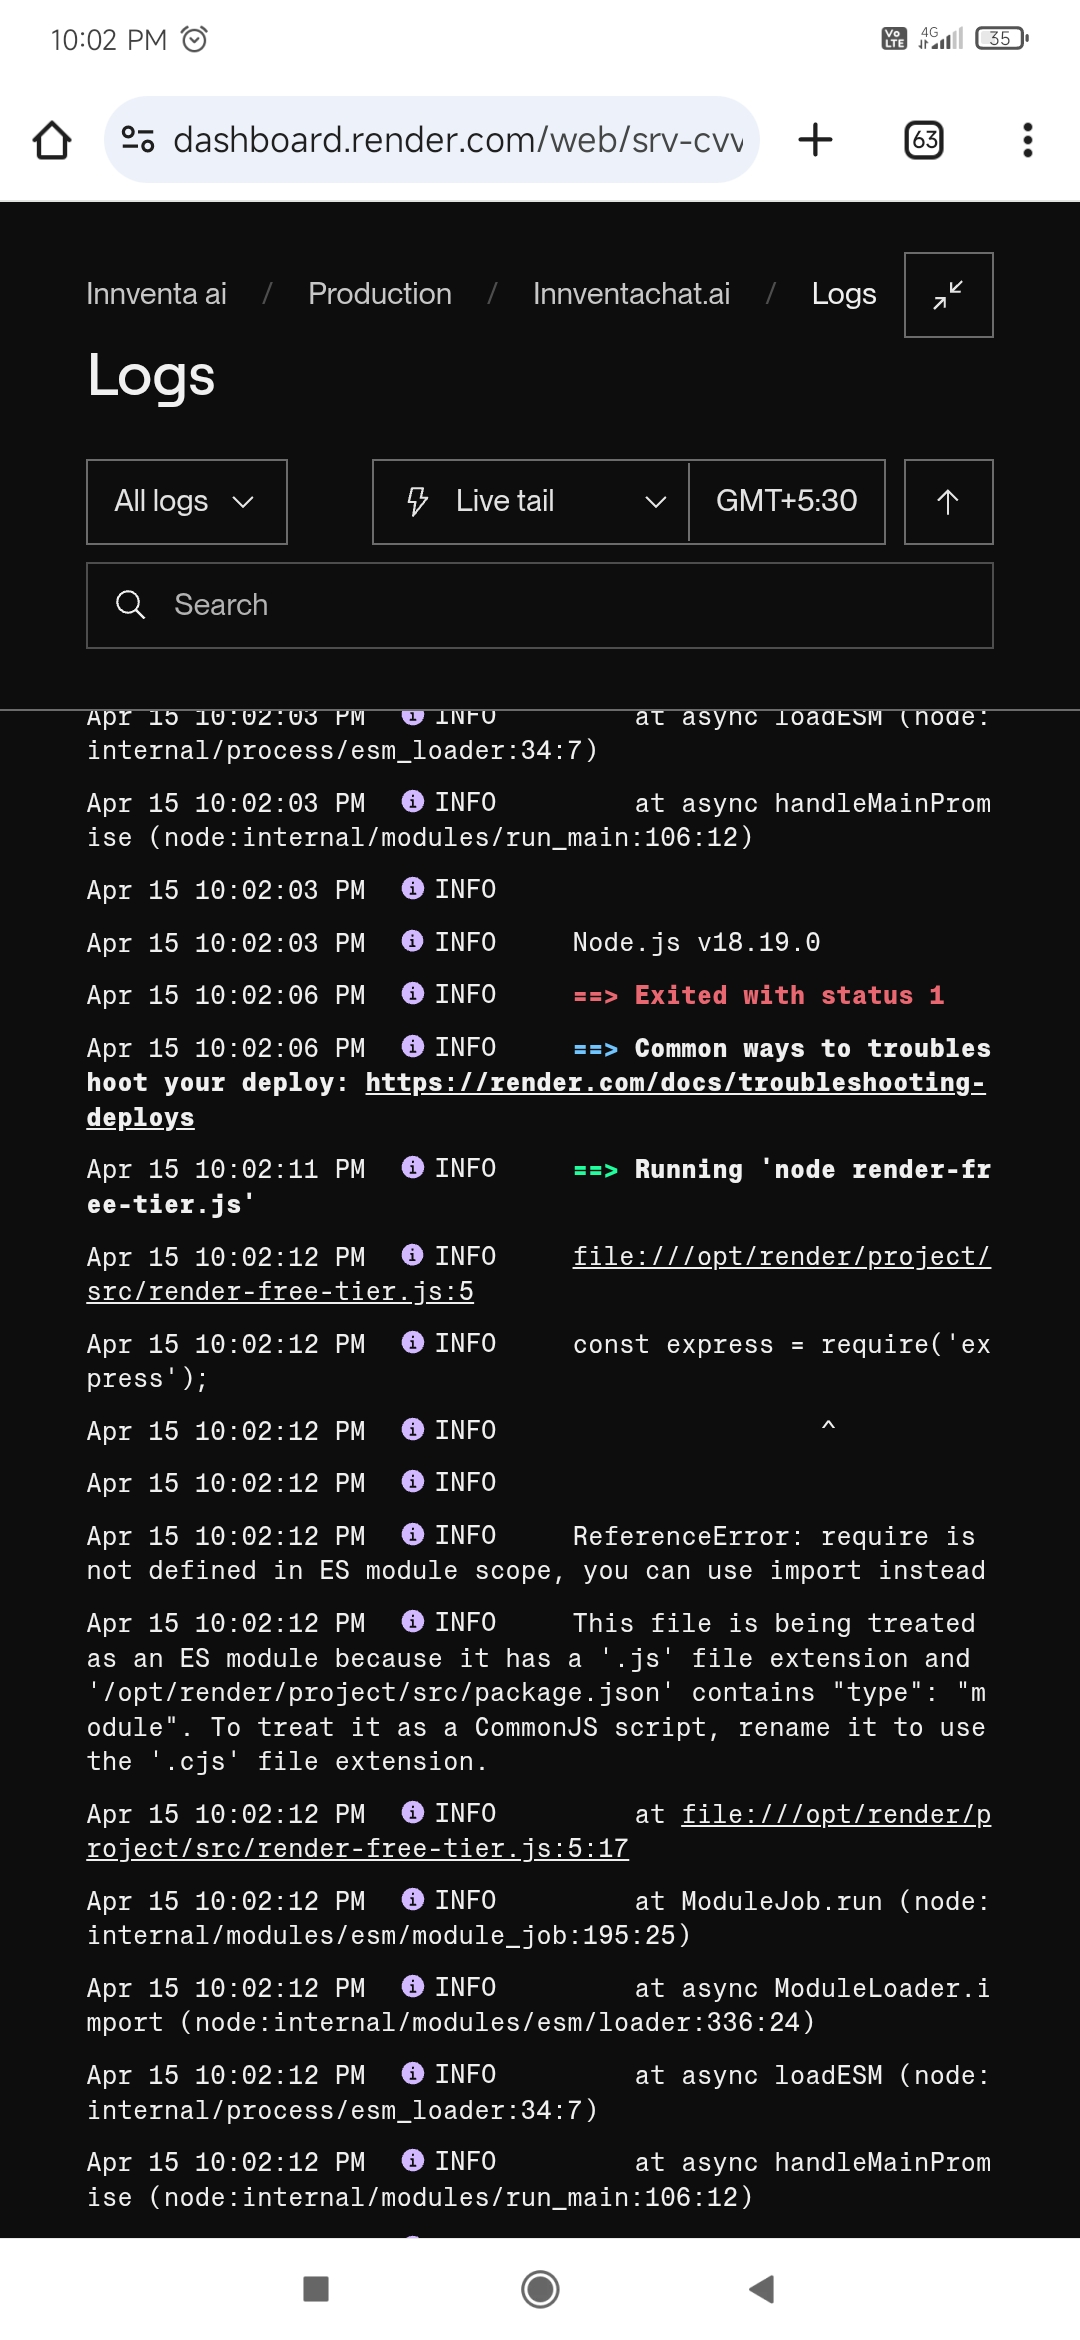 10:02 PM
Vo LTE 4G 35
dashboard.render.com/web/srv-cvv
63
Innventa ai / Production / Innventachat.ai / Logs
Logs
All logs Live tail GMT+5:30
Search
Apr 15 10:02:03 PM INFO at async loadESM (node:
internal/process/esm_loader:34:7)
Apr 15 10:02:03 PM INFO at async handleMainProm
ise (node:internal/modules/run_main:106:12)
Apr 15 10:02:03 PM INFO
Apr 15 10:02:03 PM INFO Node.js v18.19.0
Apr 15 10:02:06 PM INFO ==> Exited with status 1
Apr 15 10:02:06 PM INFO ==> Common ways to troubles
hoot your deploy: https://render.com/docs/troubleshooting-
deploys
Apr 15 10:02:11 PM INFO ==> Running 'node render-fr
ee-tier.js'
Apr 15 10:02:12 PM INFO file:///opt/render/project/
src/render-free-tier.js:5
Apr 15 10:02:12 PM INFO const express = require('ex
press');
Apr 15 10:02:12 PM INFO ^
Apr 15 10:02:12 PM INFO
Apr 15 10:02:12 PM INFO ReferenceError: require is
not defined in ES module scope, you can use import instead
Apr 15 10:02:12 PM INFO This file is being treated
as an ES module because it has a '.js' file extension and
'/opt/render/project/src/package.json' contains "type": "m
odule". To treat it as a CommonJS script, rename it to use
the '.cjs' file extension.
Apr 15 10:02:12 PM INFO at file:///opt/render/p
roject/src/render-free-tier.js:5:17
Apr 15 10:02:12 PM INFO at ModuleJob.run (node:
internal/modules/esm/module_job:195:25)
Apr 15 10:02:12 PM INFO at async ModuleLoader.i
mport (node:internal/modules/esm/loader:336:24)
Apr 15 10:02:12 PM INFO at async loadESM (node:
internal/process/esm_loader:34:7)
Apr 15 10:02:12 PM INFO at async handleMainProm
ise (node:internal/modules/run_main:106:12)